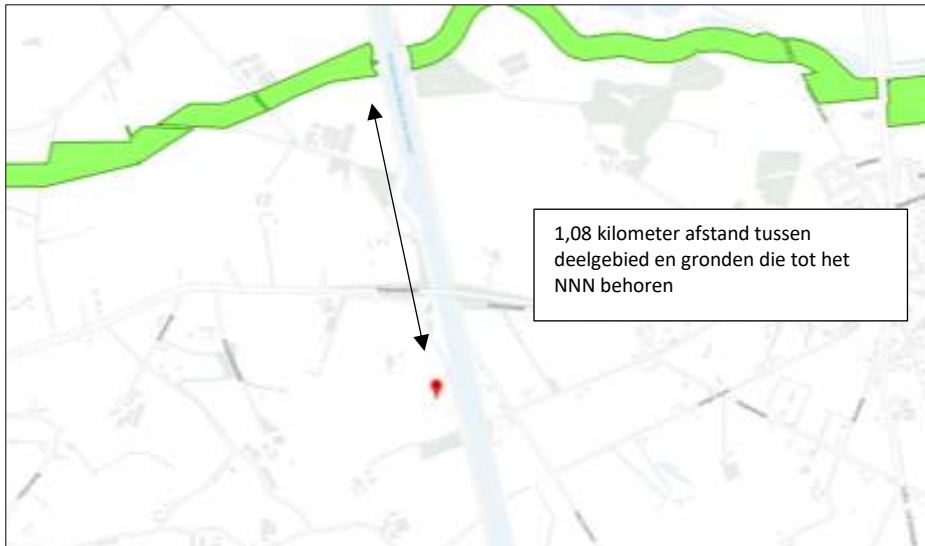 1,08 kilometer afstand tussen
deelgebied en gronden die tot het
NNN behoren